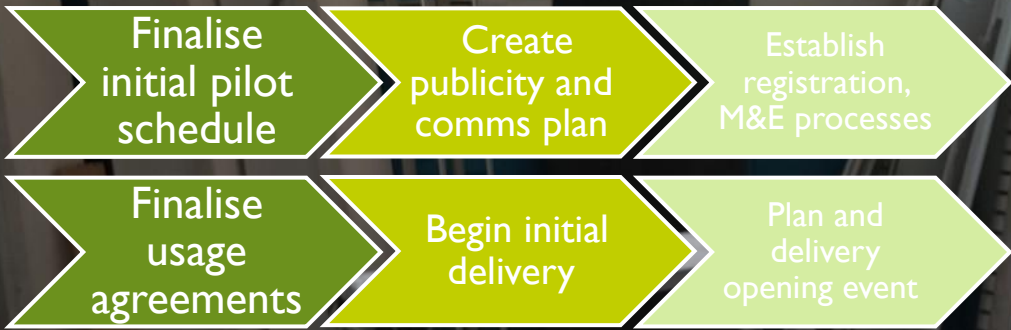 Finalise
initial pilot
schedule
Create
publicity and
comms plan
Establish
registration,
M&E processes
Finalise
usage
agreements
Begin initial
delivery
Plan and
delivery
opening event